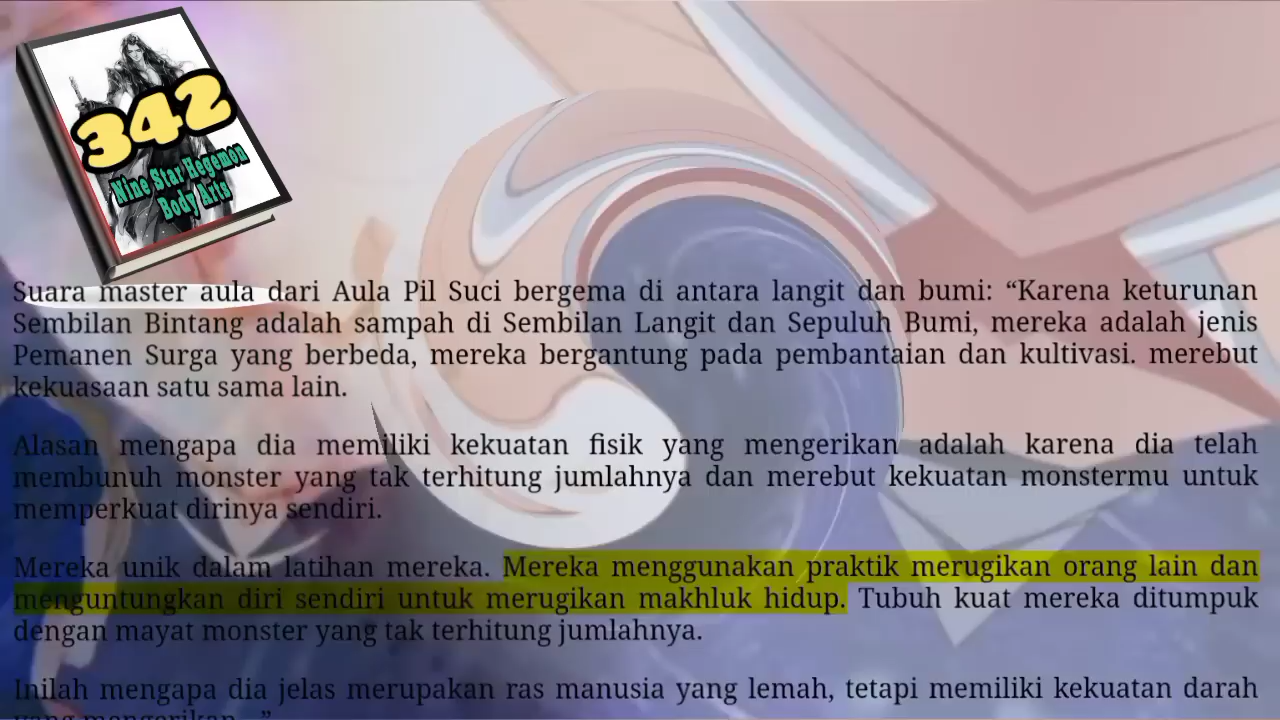 342
Nine Star Hegemon
Body Arts
Suara master aula dari Aula Pil Suci bergema di antara langit dan bumi: “Karena keturunan
Sembilan Bintang adalah sampah di Sembilan Langit dan Sepuluh Bumi, mereka adalah jenis
Pemanen Surga yang berbeda, mereka bergantung pada pembantaian dan kultivasi. merebut
kekuasaan satu sama lain.
Alasan mengapa dia memiliki kekuatan fisik yang mengerikan adalah karena dia telah
membunuh monster yang tak terhitung jumlahnya dan merebut kekuatan monstermu untuk
memperkuat dirinya sendiri.
Mereka unik dalam latihan mereka. Mereka menggunakan praktik merugikan orang lain dan
menguntungkan diri sendiri untuk merugikan makhluk hidup. Tubuh kuat mereka ditumpuk
dengan mayat monster yang tak terhitung jumlahnya.
Inilah mengapa dia jelas merupakan ras manusia yang lemah, tetapi memiliki kekuatan darah
yang mengerikan...”